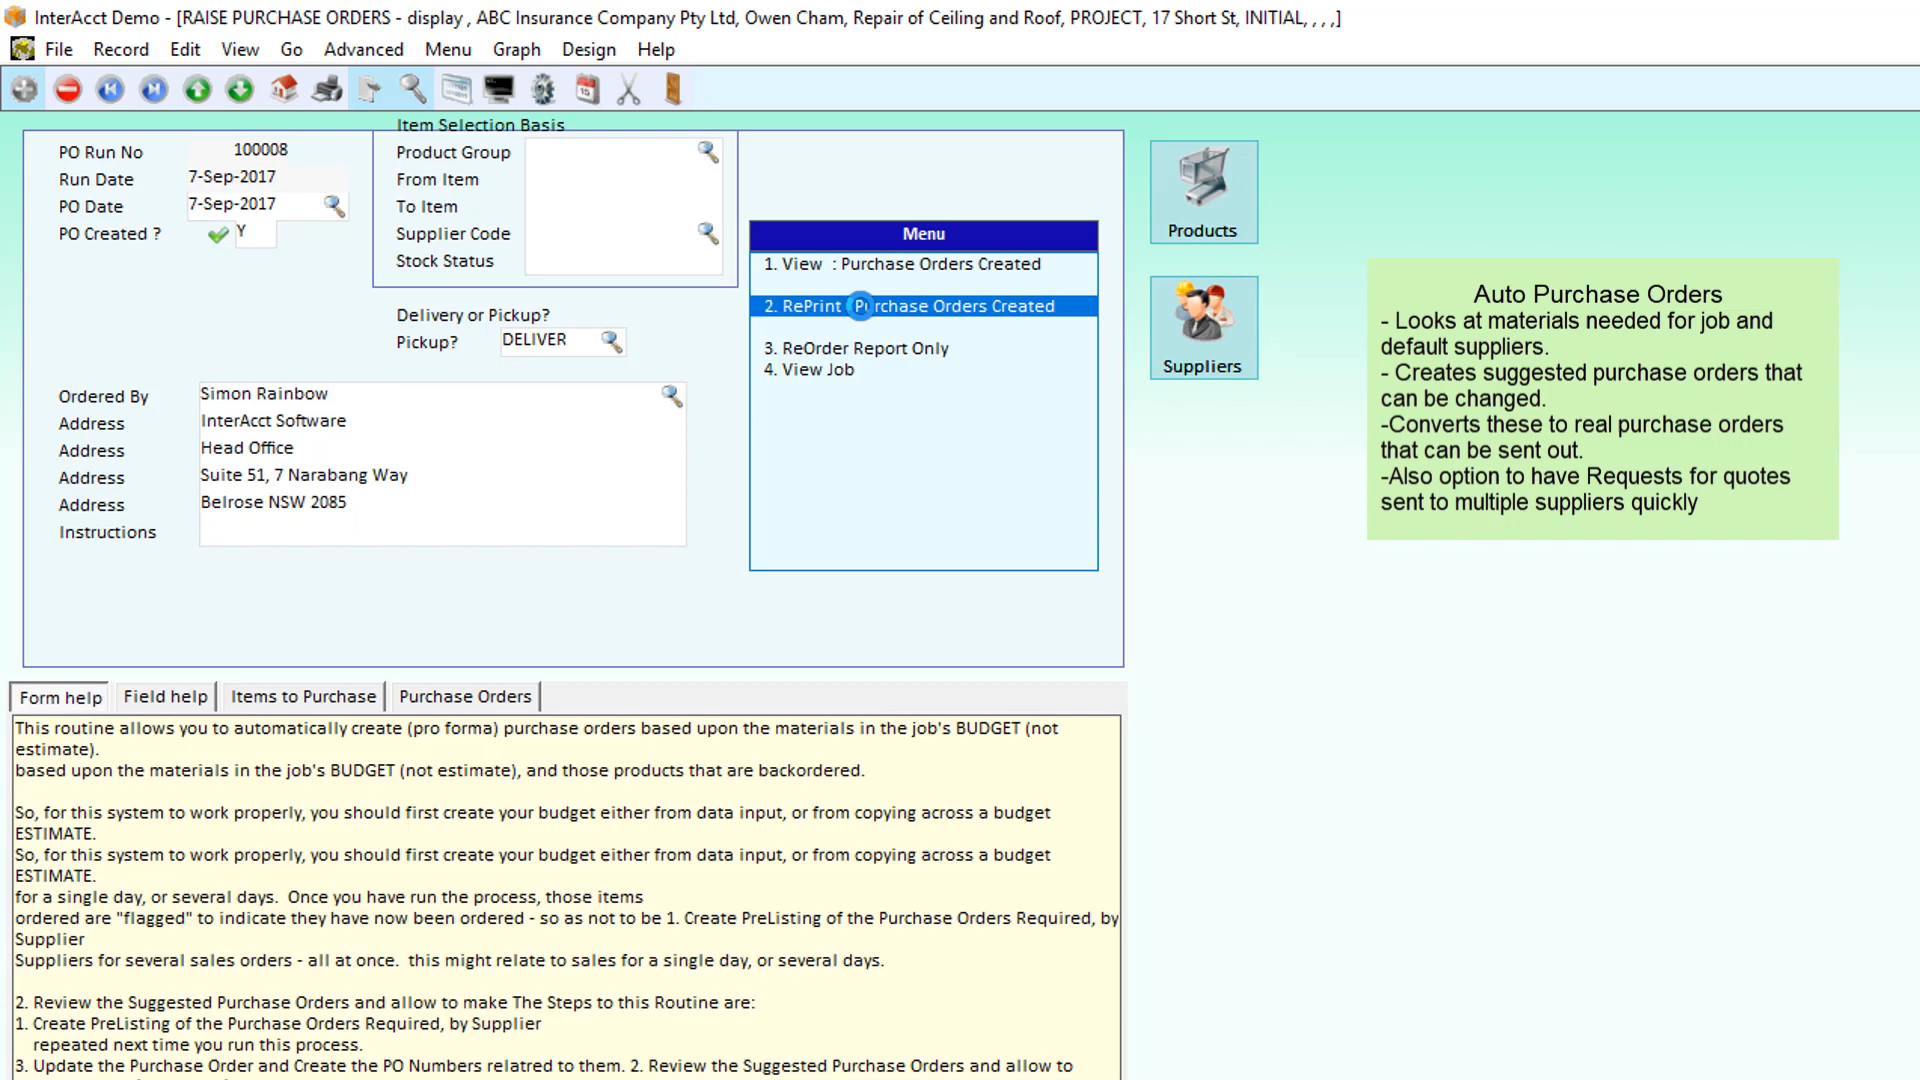 InterAcct Demo - [RAISE PURCHASE ORDERS - display , ABC Insurance Company Pty Ltd, Owen Cham, Repair of Ceiling and Roof, PROJECT, 17 Short St, INITIAL, , , ,]
File Record Edit View Go Advanced Menu Graph Design Help
15
PO Run No 100008
Run Date 7-Sep-2017
PO Date 7-Sep-2017
PO Created ? Y
Item Selection Basis
Product Group
From Item
To Item
Supplier Code
Stock Status
Delivery or Pickup?
Pickup? DELIVER
Ordered By Simon Rainbow
Address InterAcct Software
Address Head Office
Address Suite 51, 7 Narabang Way
Address Belrose NSW 2085
Instructions
Menu
1. View : Purchase Orders Created
2. RePrint Purchase Orders Created
3. ReOrder Report Only
4. View Job
Products
Suppliers
Auto Purchase Orders
- Looks at materials needed for job and
default suppliers.
- Creates suggested purchase orders that
can be changed.
-Converts these to real purchase orders
that can be sent out.
-Also option to have Requests for quotes
sent to multiple suppliers quickly
Form help Field help Items to Purchase Purchase Orders
This routine allows you to automatically create (pro forma) purchase orders based upon the materials in the job's BUDGET (not
estimate).
based upon the materials in the job's BUDGET (not estimate), and those products that are backordered.
So, for this system to work properly, you should first create your budget either from data input, or from copying across a budget
ESTIMATE.
So, for this system to work properly, you should first create your budget either from data input, or from copying across a budget
ESTIMATE.
for a single day, or several days. Once you have run the process, those items
ordered are "flagged" to indicate they have now been ordered - so as not to be 1. Create PreListing of the Purchase Orders Required, by
Supplier
Suppliers for several sales orders - all at once. this might relate to sales for a single day, or several days.
2. Review the Suggested Purchase Orders and allow to make The Steps to this Routine are:
1. Create PreListing of the Purchase Orders Required, by Supplier
repeated next time you run this process.
3. Update the Purchase Order and Create the PO Numbers relatred to them. 2. Review the Suggested Purchase Orders and allow to